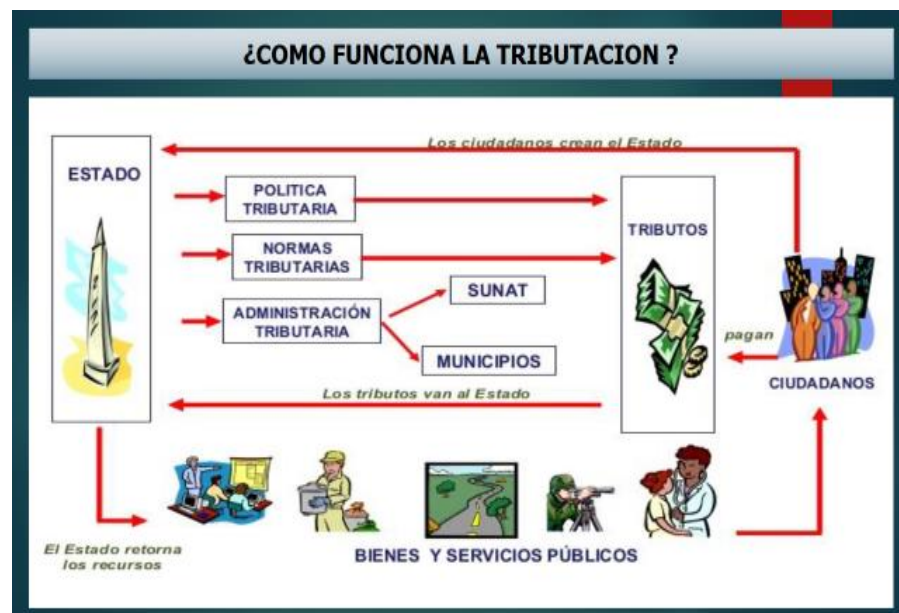 ¿COMO FUNCIONA LA TRIBUTACION ?
Los ciudadanos crean el Estado
ESTADO
POLITICA
TRIBUTARIA
NORMAS
TRIBUTARIAS
ADMINISTRACIÓN
TRIBUTARIA
SUNAT
MUNICIPIOS
TRIBUTOS
pagan
CIUDADANOS
Los tributos van al Estado
El Estado retorna
los recursos
BIENES Y SERVICIOS PÚBLICOS